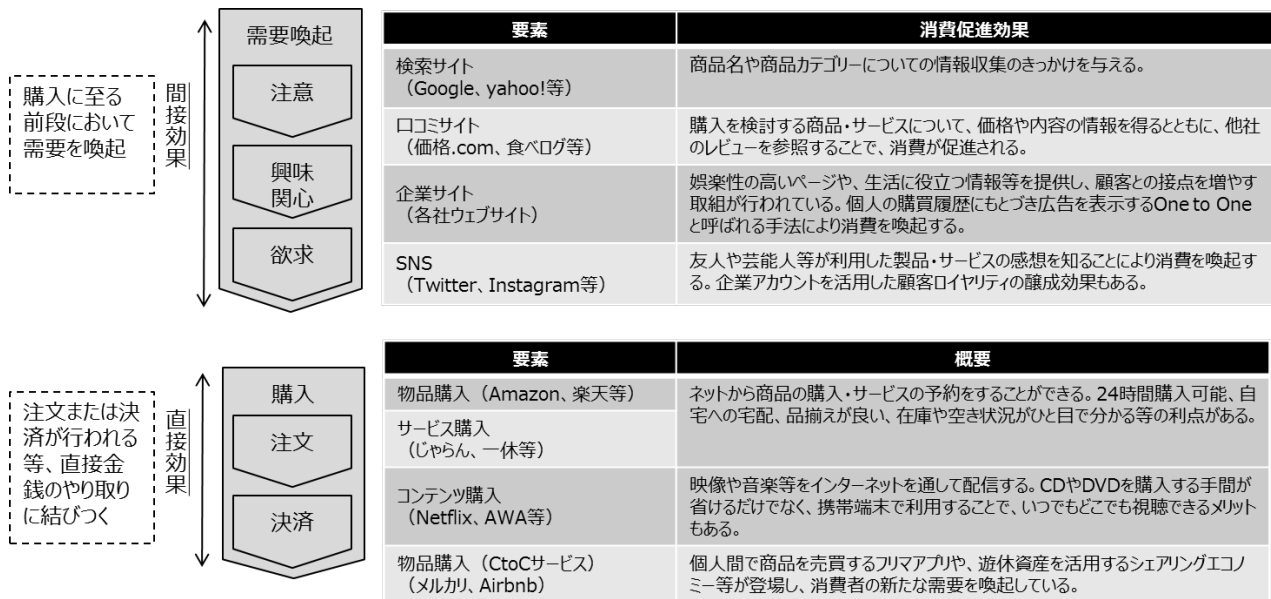 購入に至る
前段において
需要を喚起
間接効果
需要喚起
注意
興味
関心
欲求
要素
消費促進効果
検索サイト
（Google、yahoo!等）
商品名や商品カテゴリーについての情報収集のきっかけを与える。
口コミサイト
（価格.com、食べログ等）
購入を検討する商品・サービスについて、価格や内容の情報を得るとともに、他社
のレビューを参照することで、消費が促進される。
企業サイト
（各社ウェブサイト）
娯楽性の高いページや、生活に役立つ情報等を提供し、顧客との接点を増やす
取組が行われている。個人の購買履歴にもとづき広告を表示するOne to One
と呼ばれる手法により消費を喚起する。
SNS
（Twitter、Instagram等）
友人や芸能人等が利用した製品・サービスの感想を知ることにより消費を喚起す
る。企業アカウントを活用した顧客ロイヤリティの醸成効果もある。
注文または決
済が行われる
等、直接金
銭のやり取り
に結びつく
直接効果
購入
注文
決済
要素
概要
物品購入（Amazon、楽天等）
サービス購入
（じゃらん、一休等）
ネットから商品の購入・サービスの予約をすることができる。24時間購入可能、自
宅への宅配、品揃えが良い、在庫や空き状況がひと目で分かる等の利点がある。
コンテンツ購入
（Netflix、AWA等）
映像や音楽等をインターネットを通して配信する。CDやDVDを購入する手間が
省けるだけでなく、携帯端末で利用することで、いつでもどこでも視聴できるメリット
もある。
物品購入（CtoCサービス）
（メルカリ、Airbnb）
個人間で商品を売買するフリマアプリや、遊休資産を活用するシェアリングエコノ
ミー等が登場し、消費者の新たな需要を喚起している。